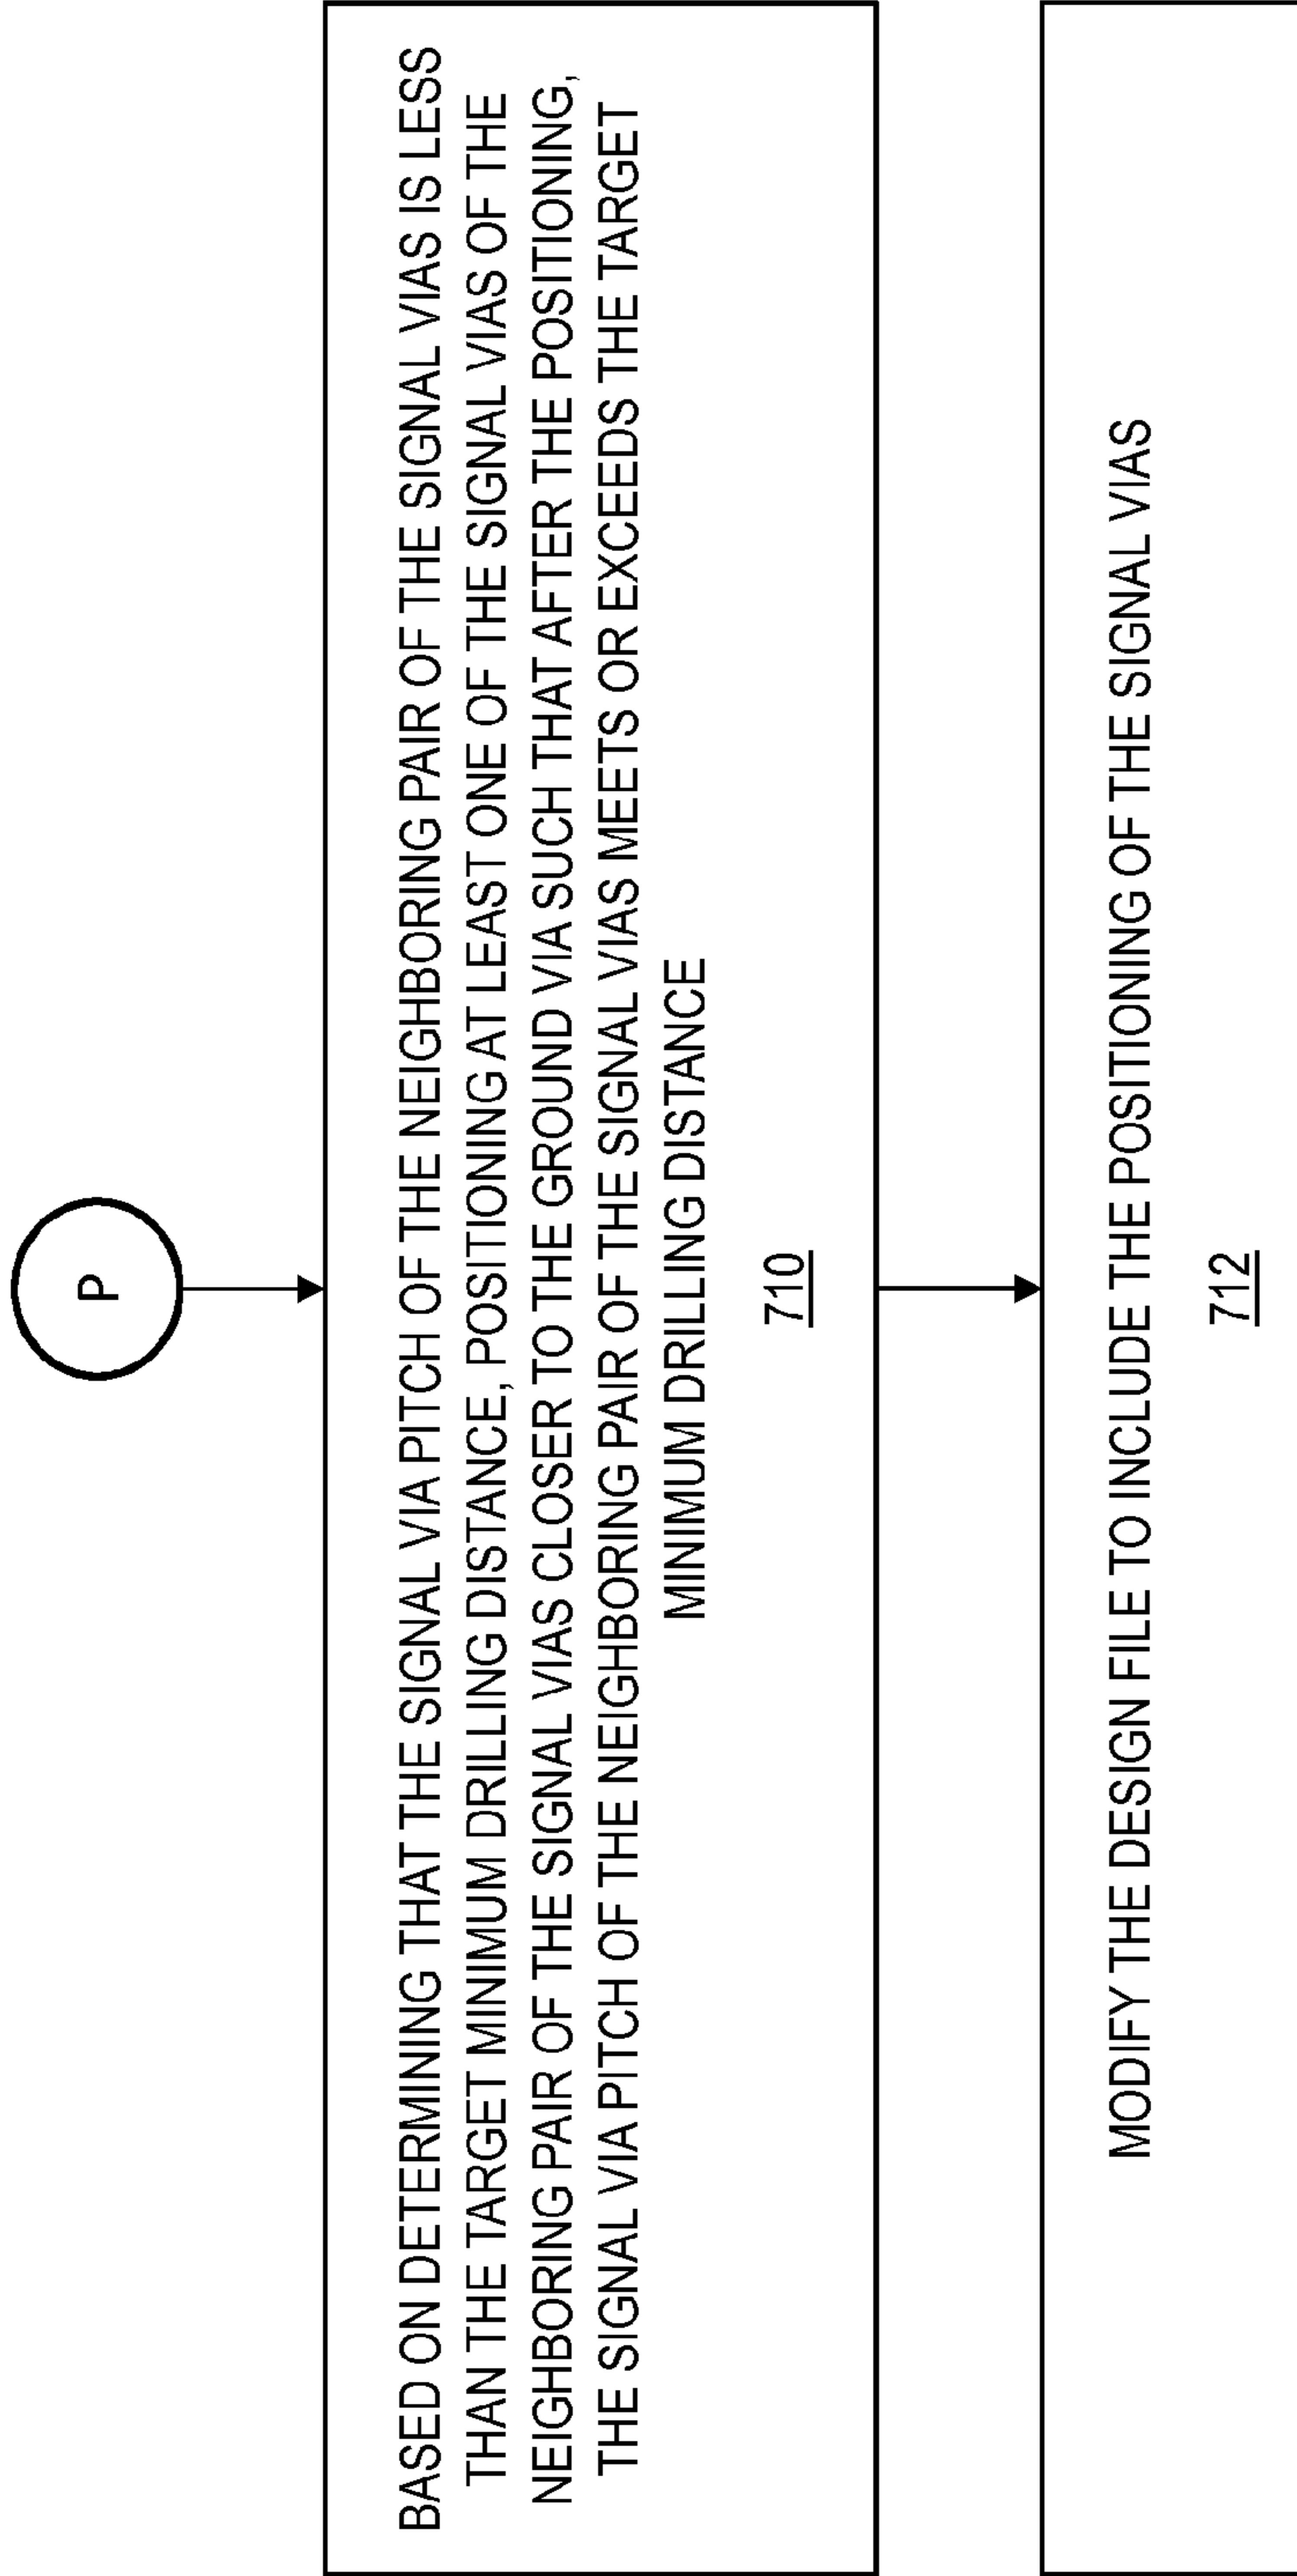 P
BASED ON DETERMINING THAT THE SIGNAL VIA PITCH OF THE NEIGHBORING PAIR OF THE SIGNAL VIAS IS LESS
THAN THE TARGET MINIMUM DRILLING DISTANCE, POSITIONING AT LEAST ONE OF THE SIGNAL VIAS OF THE
NEIGHBORING PAIR OF THE SIGNAL VIAS CLOSER TO THE GROUND VIA SUCH THAT AFTER THE POSITIONING,
THE SIGNAL VIA PITCH OF THE NEIGHBORING PAIR OF THE SIGNAL VIAS MEETS OR EXCEEDS THE TARGET
MINIMUM DRILLING DISTANCE
710
MODIFY THE DESIGN FILE TO INCLUDE THE POSITIONING OF THE SIGNAL VIAS
712